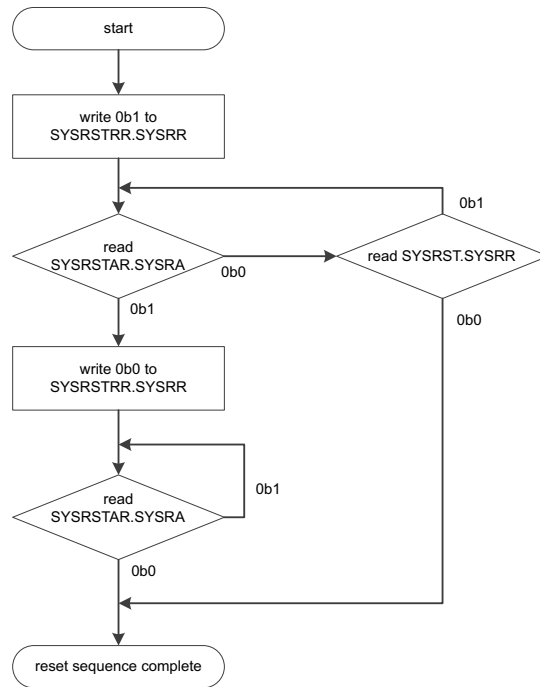 start
write 0b1 to
SYSRSTRR.SYSRR
0b1
read
SYSRSTAR.SYSRA
read SYSRST.SYSRR
0b0
0b1
0b0
write 0b0 to
SYSRSTRR.SYSRR
read
SYSRSTAR.SYSRA
0b1
0b0
reset sequence complete